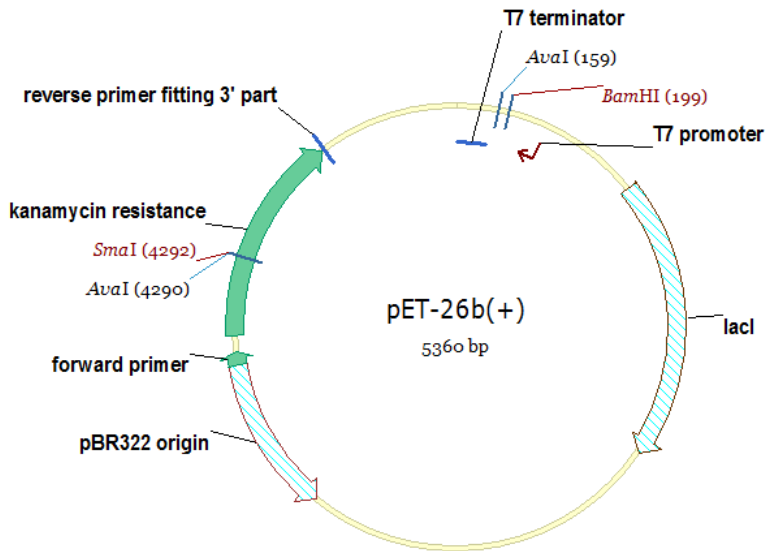 T7 terminator
AvaI (159)
reverse primer fitting 3' part
BamHI (199)
T7 promoter
kanamycin resistance
SmaI (4292)
AvaI (4290)
pET-26b(+)
5360 bp
lacI
forward primer
pBR322 origin